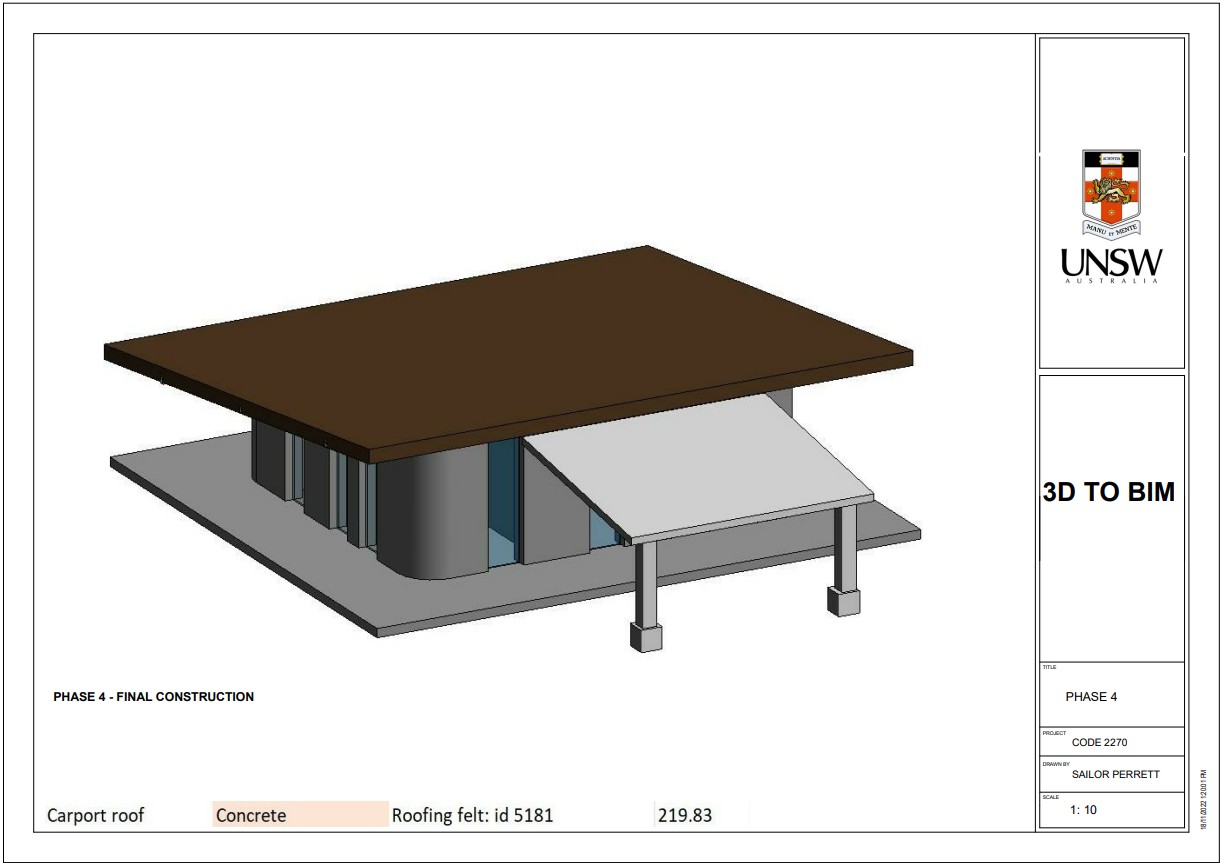 SCIENTIA
MANU ET MENTE
UNSW
AUSTRALIA
3D TO BIM
PHASE 4 - FINAL CONSTRUCTION
TITLE
PHASE 4
PROJECT
CODE 2270
DRAWN BY
SAILOR PERRETT
SCALE
1: 10
18/11/2022 1:20:01 PM
Carport roof Concrete Roofing felt: id 5181 219.83